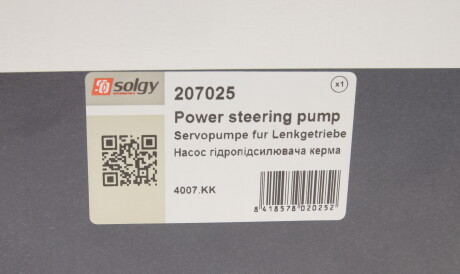 solgy
207025
x1
Power steering pump
Servopumpe fur Lenkgetriebe
Насос гідропідсилювача керма
4007.KK
8418578020252